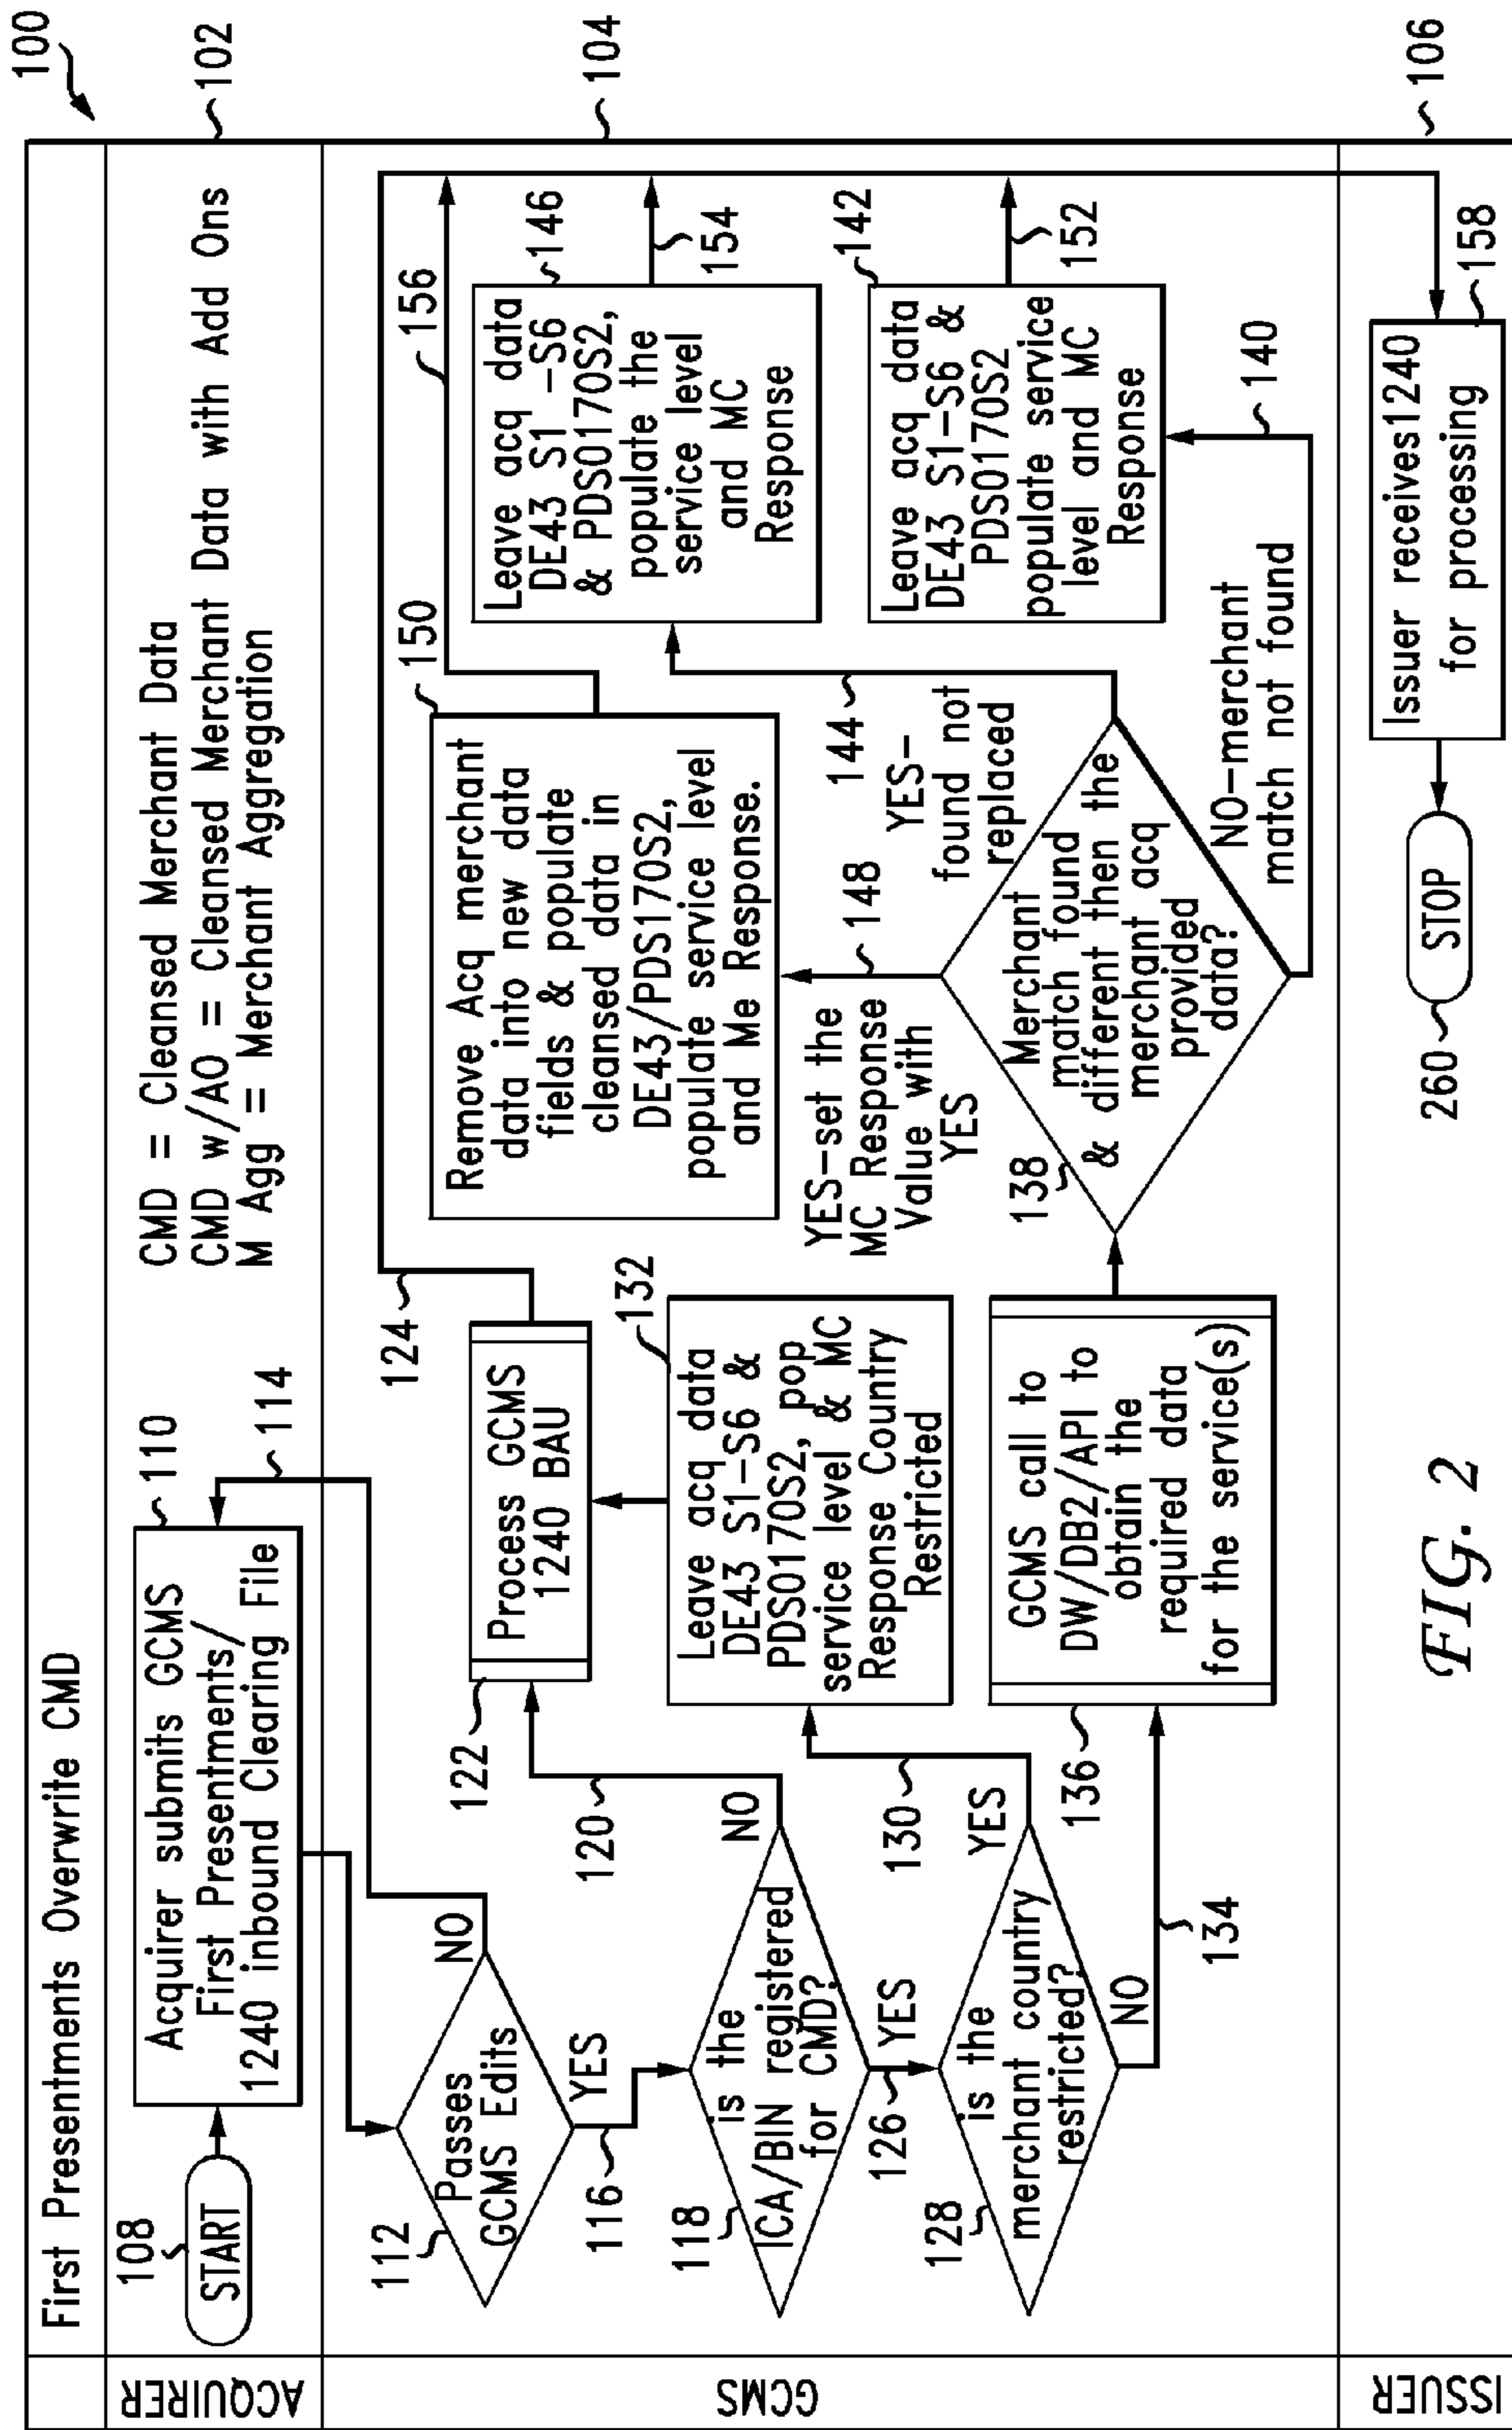 100
First Presentments Overwrite CMD
ACQUIRER
102
108
START
110
Acquirer submits GCMS
First Presentments/
1240 inbound Clearing File
114
CMD = Cleansed Merchant Data
CMD w/AO = Cleansed Merchant Data with Add Ons
M Agg = Merchant Aggregation
GCMS
104
112
Passes
GCMS Edits
NO
YES
116
118
is the
ICA/BIN registered
for CMD?
NO
120
YES
126
128
is the
merchant country
restricted?
YES
130
NO
134
122
Process GCMS
1240 BAU
124
132
Leave acq data
DE43 S1-S6 &
PDS0170S2, pop
service level & MC
Response Country
Restricted
136
GCMS call to
DW/DB2/API to
obtain the
required data
for the service(s)
138
Merchant
match found
& different then the
merchant acq
provided
data?
YES-set the
MC Response
Value with
YES
148
150
Remove Acq merchant
data into new data
fields & populate
cleansed data in
DE43/PDS170S2,
populate service level
and Me Response.
156
144
YES-
found not
replaced
146
Leave acq data
DE43 S1 -S6
& PDS0170S2,
populate the
service level
and MC
Response
154
NO-merchant
match not found
140
142
Leave acq data
DE43 S1-S6 &
PDS0170S2
populate service
level and MC
Response
152
ISSUER
106
158
Issuer receives1240
for processing
STOP
260
FIG. 2